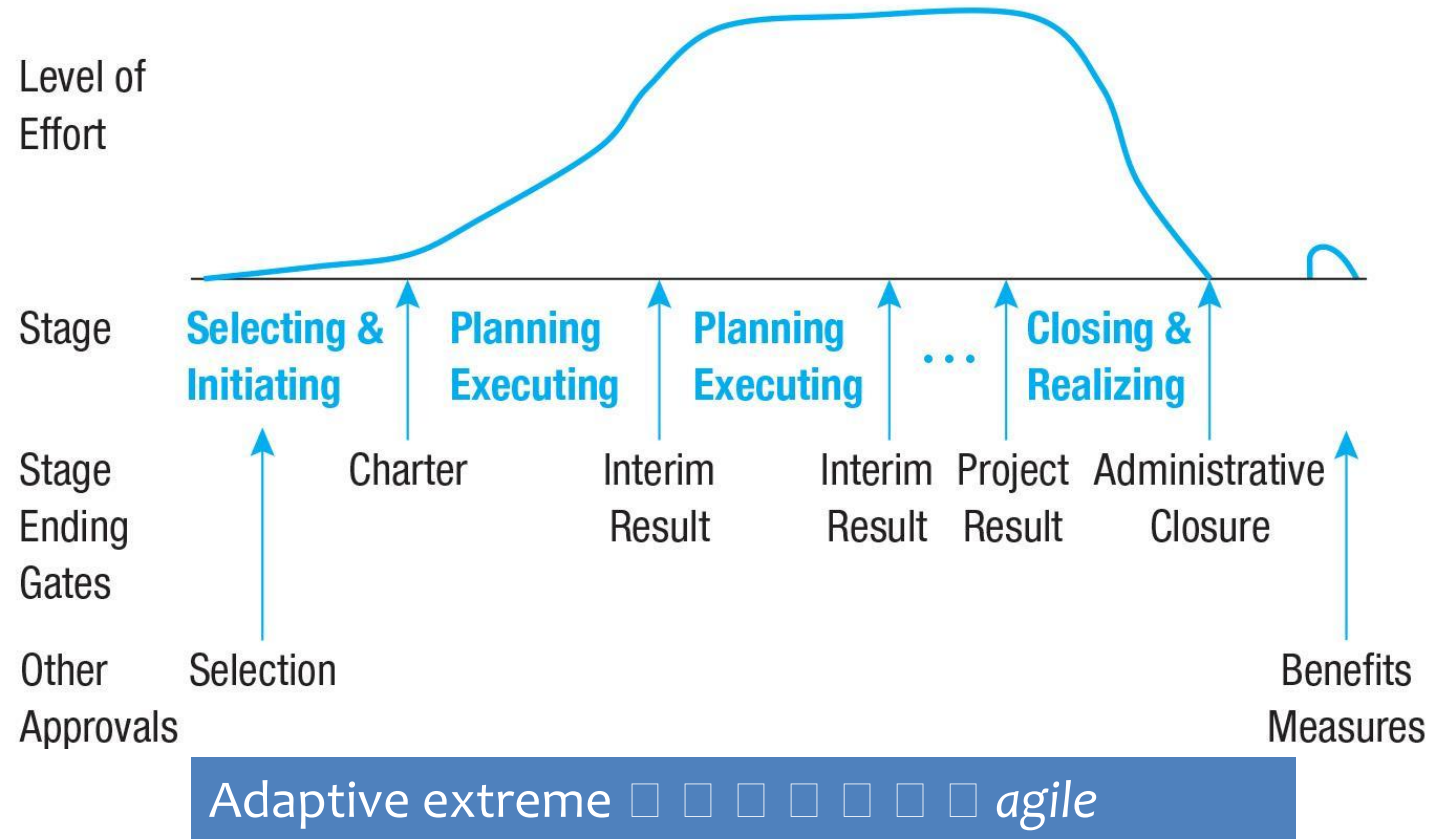 Level of
Effort
Stage
Selecting &
Initiating
Planning
Executing
Planning
Executing
...
Closing &
Realizing
Stage
Ending
Gates
Charter
Interim
Result
Interim
Result
Project
Result
Administrative
Closure
Other
Approvals
Selection
Benefits
Measures
Adaptive extreme □ □ □ □ □ □ □ agile